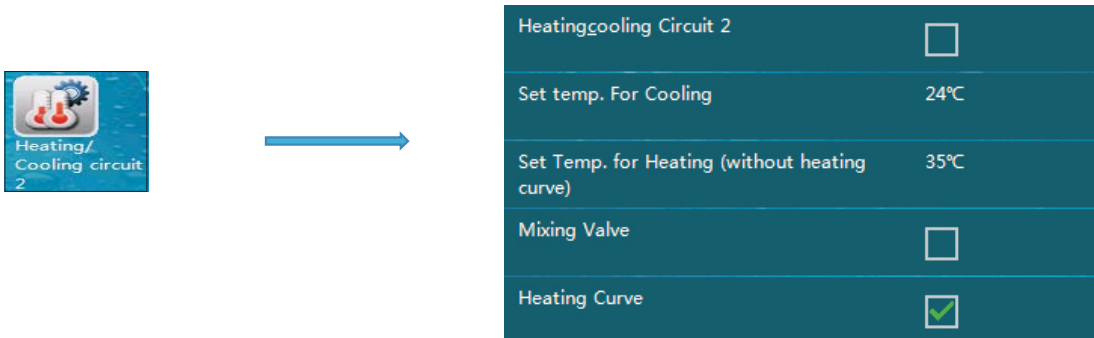 Heating/
Cooling circuit
2
Heatingcooling Circuit 2
Set temp. For Cooling 24℃
Set Temp. for Heating (without heating 35℃
curve)
Mixing Valve
Heating Curve